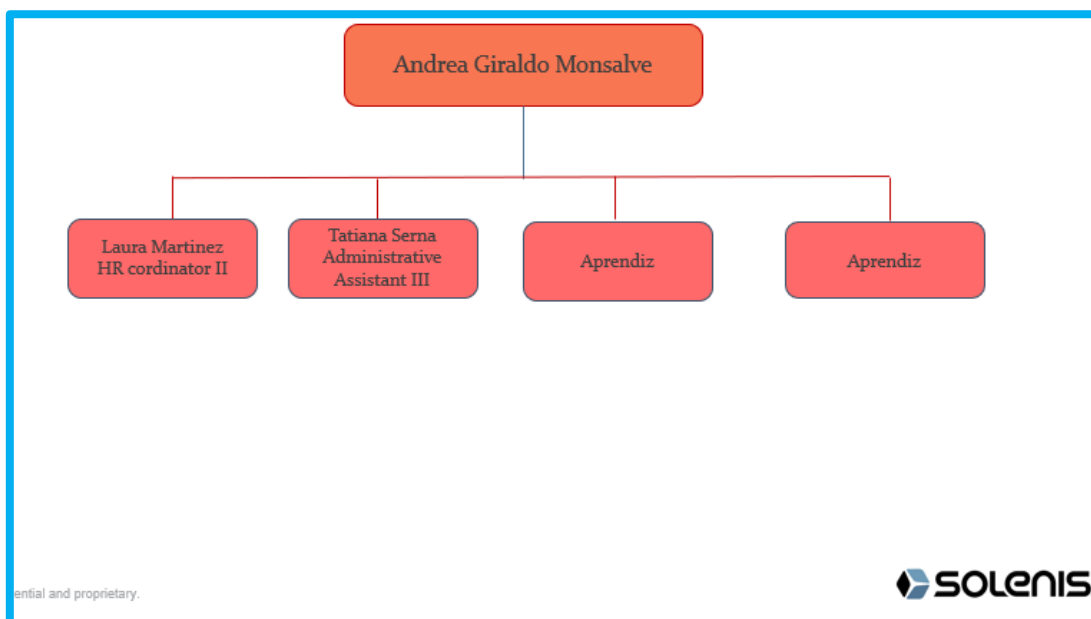 Andrea Giraldo Monsalve
Laura Martinez
HR cordinator II
Tatiana Serna
Administrative
Assistant III
Aprendiz
Aprendiz
ential and proprietary.
SOLENIS